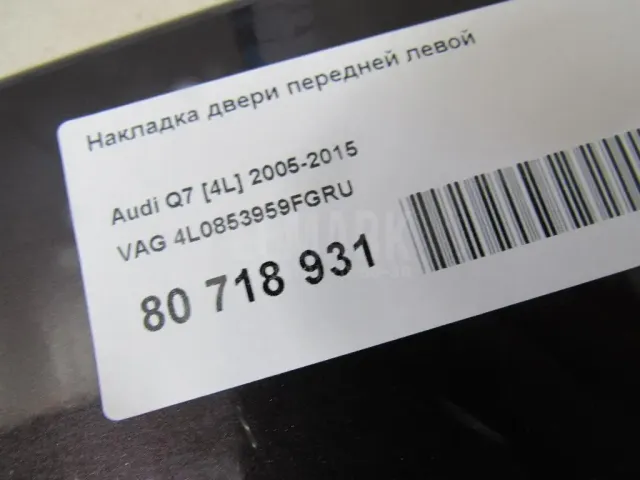 Накладка двери передней левой
Audi Q7 [4L] 2005-2015
VAG 4L0853959FGRU
80 718 931